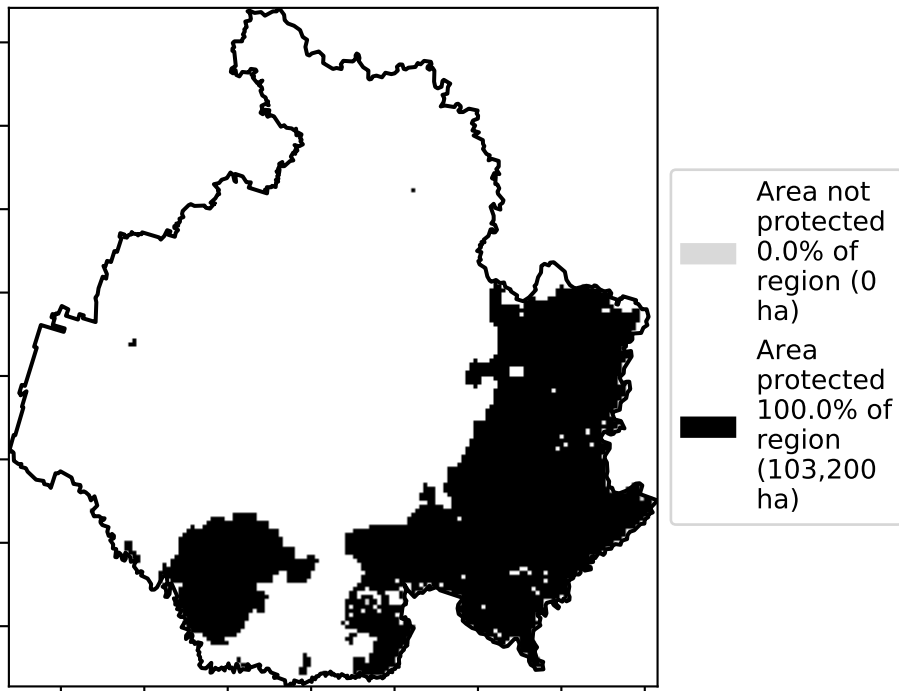 Area not
protected
0.0% of
region (0
ha)
Area
protected
100.0% of
region
(103,200
ha)